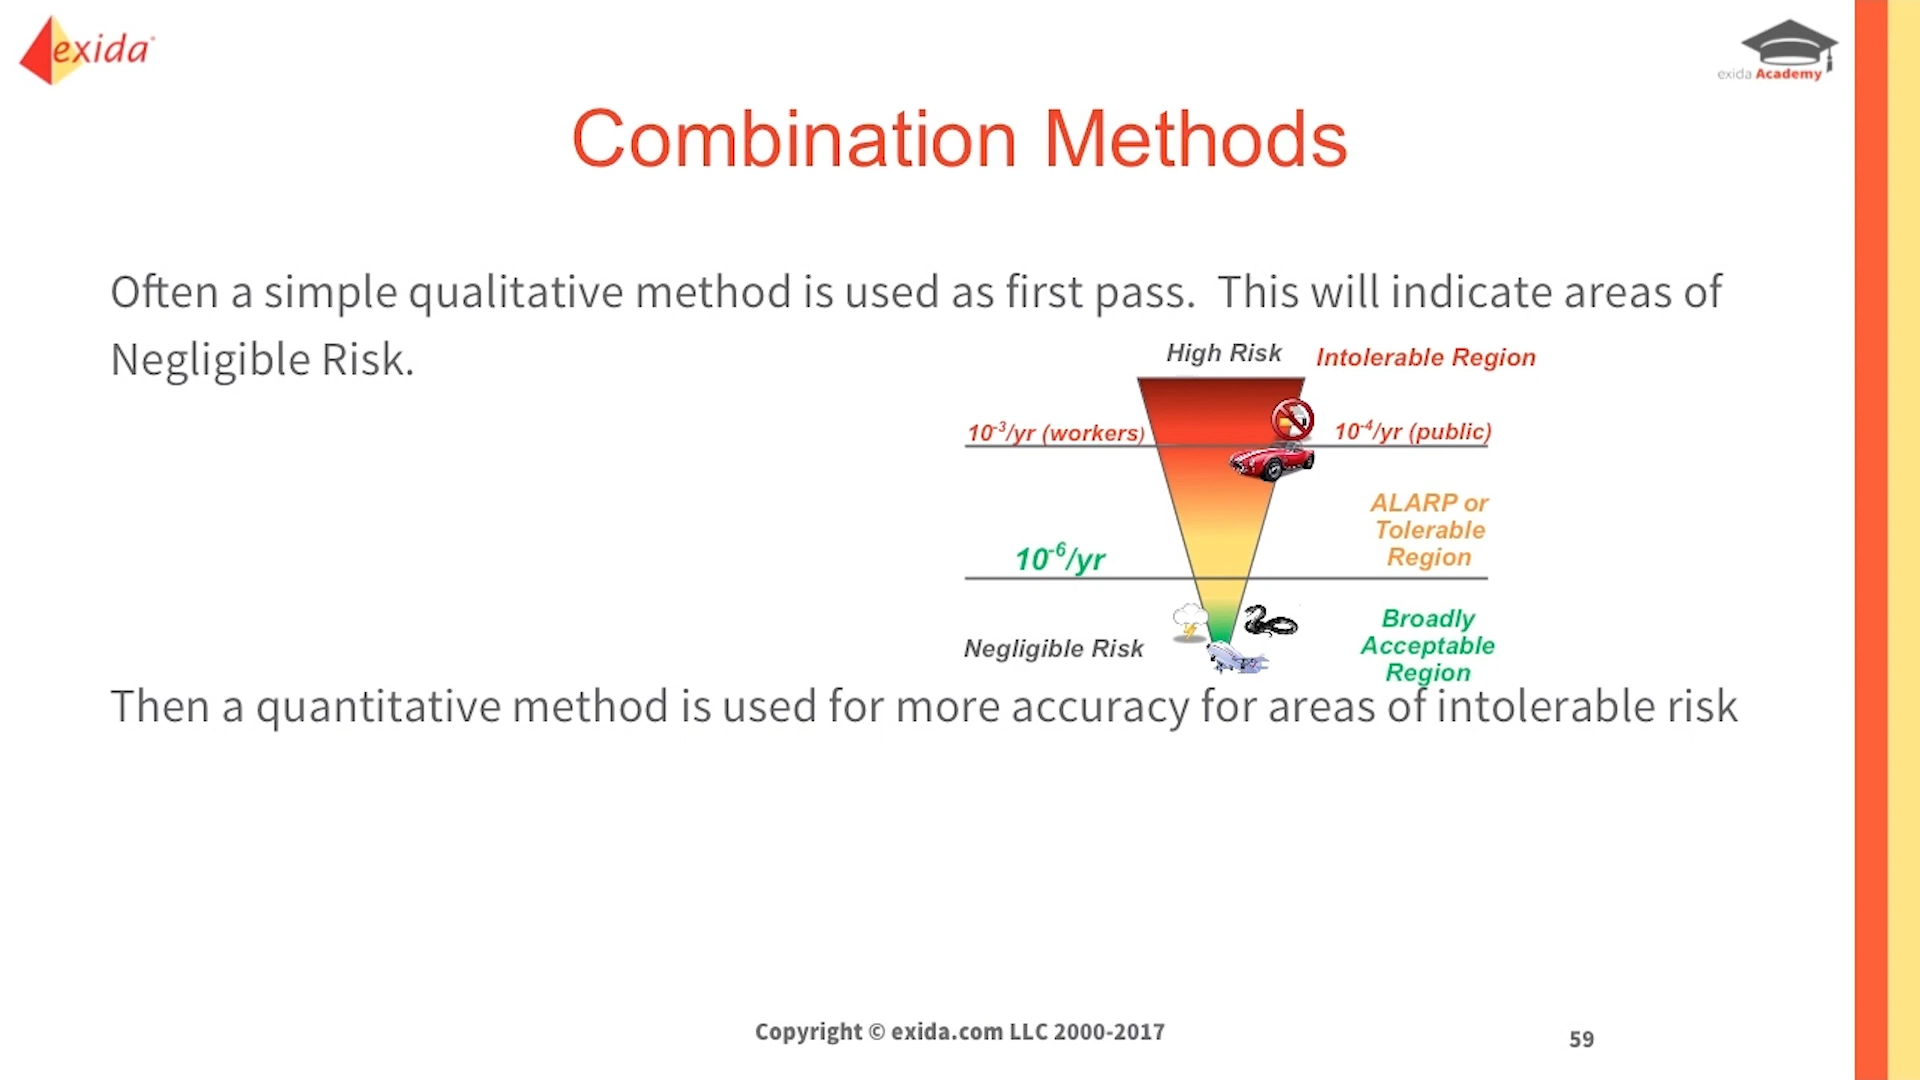 exida
exida Academy
Combination Methods
Often a simple qualitative method is used as first pass. This will indicate areas of
Negligible Risk.
High Risk
Intolerable Region
10⁻³/yr (workers)
10⁻⁴/yr (public)
ALARP or
Tolerable
Region
10⁻⁶/yr
Broadly
Acceptable
Region
Negligible Risk
Then a quantitative method is used for more accuracy for areas of intolerable risk
Copyright © exida.com LLC 2000-2017
59